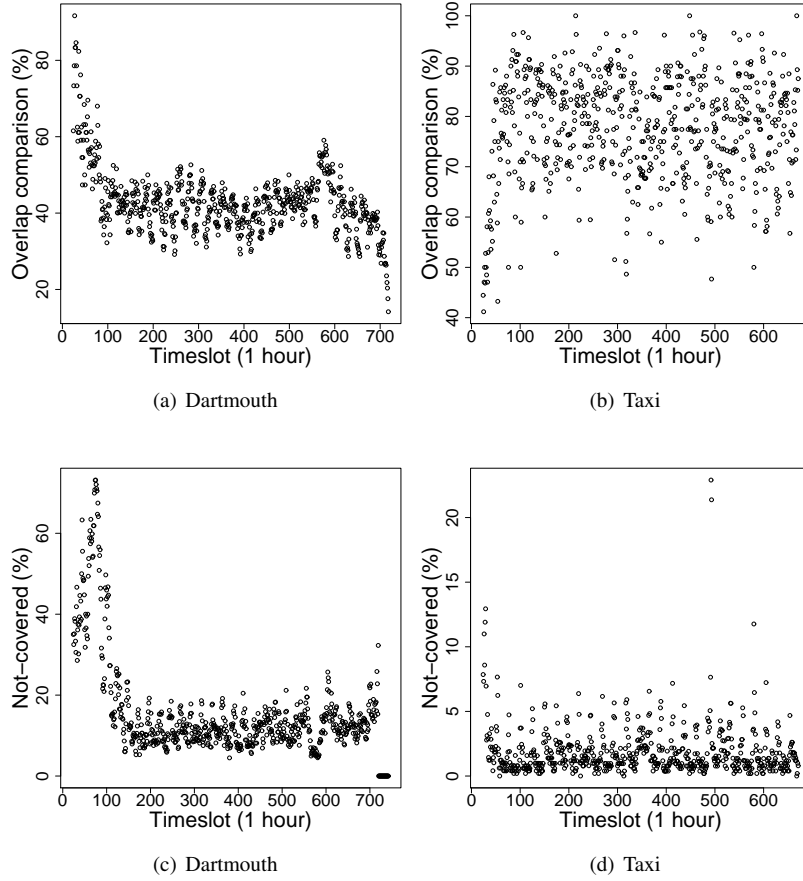 Overlap comparison (%)
20 40 60 80
0 100 200 300 400 500 600 700
Timeslot (1 hour)
(a) Dartmouth
Overlap comparison (%)
40 50 60 70 80 90 100
0 100 200 300 400 500 600
Timeslot (1 hour)
(b) Taxi
Not−covered (%)
0 20 40 60
0 100 200 300 400 500 600 700
Timeslot (1 hour)
(c) Dartmouth
Not−covered (%)
0 5 10 15 20
0 100 200 300 400 500 600
Timeslot (1 hour)
(d) Taxi